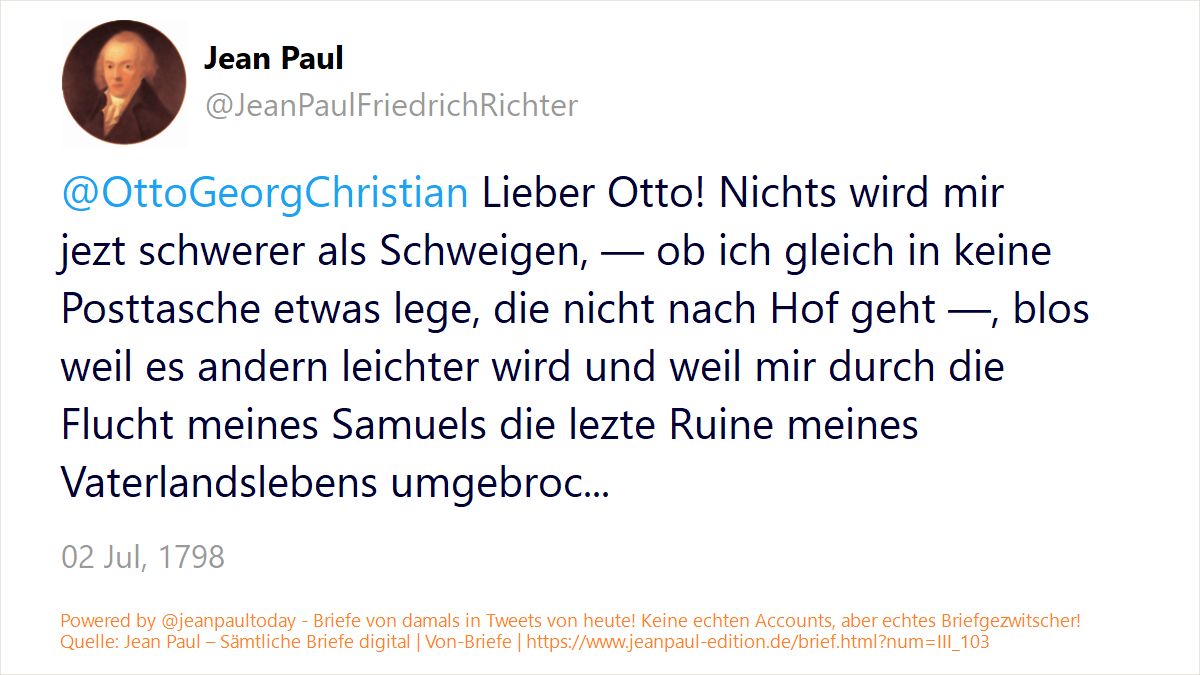 Jean Paul
@JeanPaulFriedrichRichter
@OttoGeorgChristian Lieber Otto! Nichts wird mir
jezt schwerer als Schweigen, — ob ich gleich in keine
Posttasche etwas lege, die nicht nach Hof geht —, blos
weil es andern leichter wird und weil mir durch die
Flucht meines Samuels die lezte Ruine meines
Vaterlandslebens umgebroc...
02 Jul, 1798
Powered by @jeanpaultoday - Briefe von damals in Tweets von heute! Keine echten Accounts, aber echtes Briefgezwitscher!
Quelle: Jean Paul – Sämtliche Briefe digital | Von-Briefe | https://www.jeanpaul-edition.de/brief.html?num=III_103